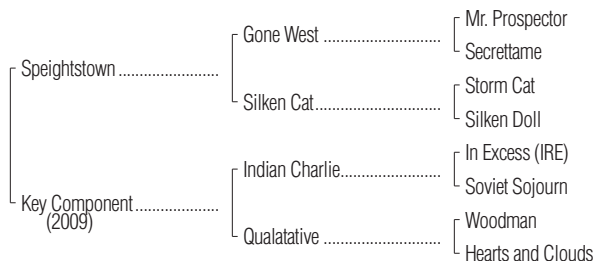 Mr. Prospector
Gone West ..............................
Secrettame
Speightstown .........................
Storm Cat
Silken Cat................................
Silken Doll
In Excess (IRE)
Indian Charlie.........................
Soviet Sojourn
Key Component .....................
(2009)
Woodman
Qualatative .............................
Hearts and Clouds